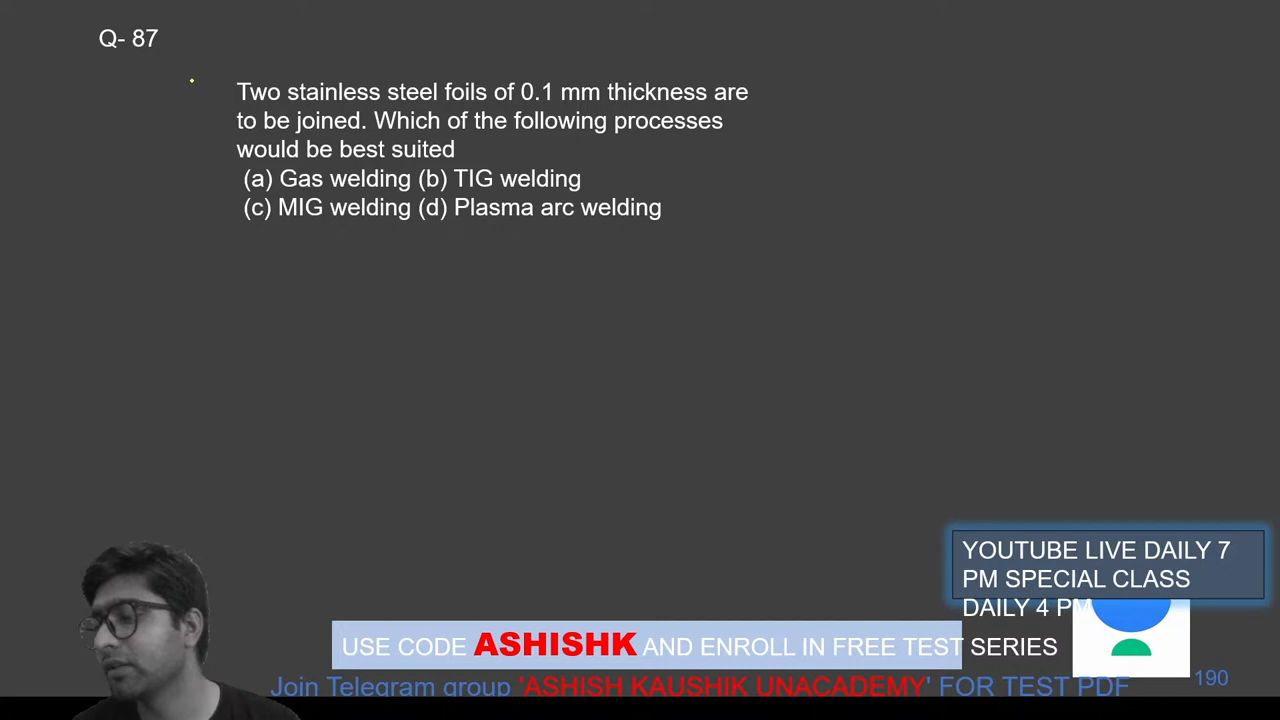 Q- 87
Two stainless steel foils of 0.1 mm thickness are
to be joined. Which of the following processes
would be best suited
(a) Gas welding (b) TIG welding
(c) MIG welding (d) Plasma arc welding
YOUTUBE LIVE DAILY 7
PM SPECIAL CLASS
DAILY 4 PM
USE CODE ASHISHK AND ENROLL IN FREE TEST SERIES
Join Telegram group 'ASHISH KAUSHIK UNACADEMY' FOR TEST PDF
190